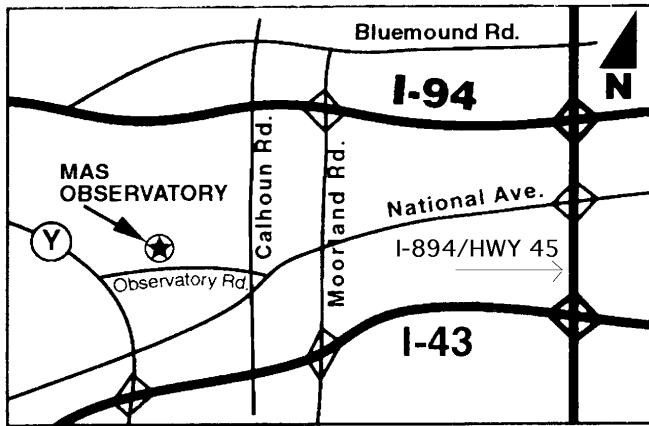 Bluemound Rd.
N
I-94
Calhoun Rd.
Moorland Rd.
MAS
OBSERVATORY
National Ave.
Y
I-894/HWY 45
Observatory Rd.
I-43